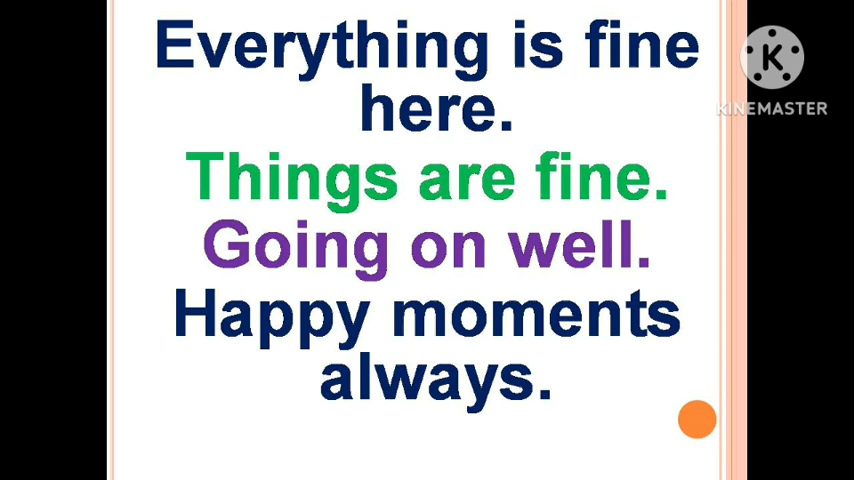 Everything is fine
here.
Things are fine.
Going on well.
Happy moments
always.
K
KINEMASTER